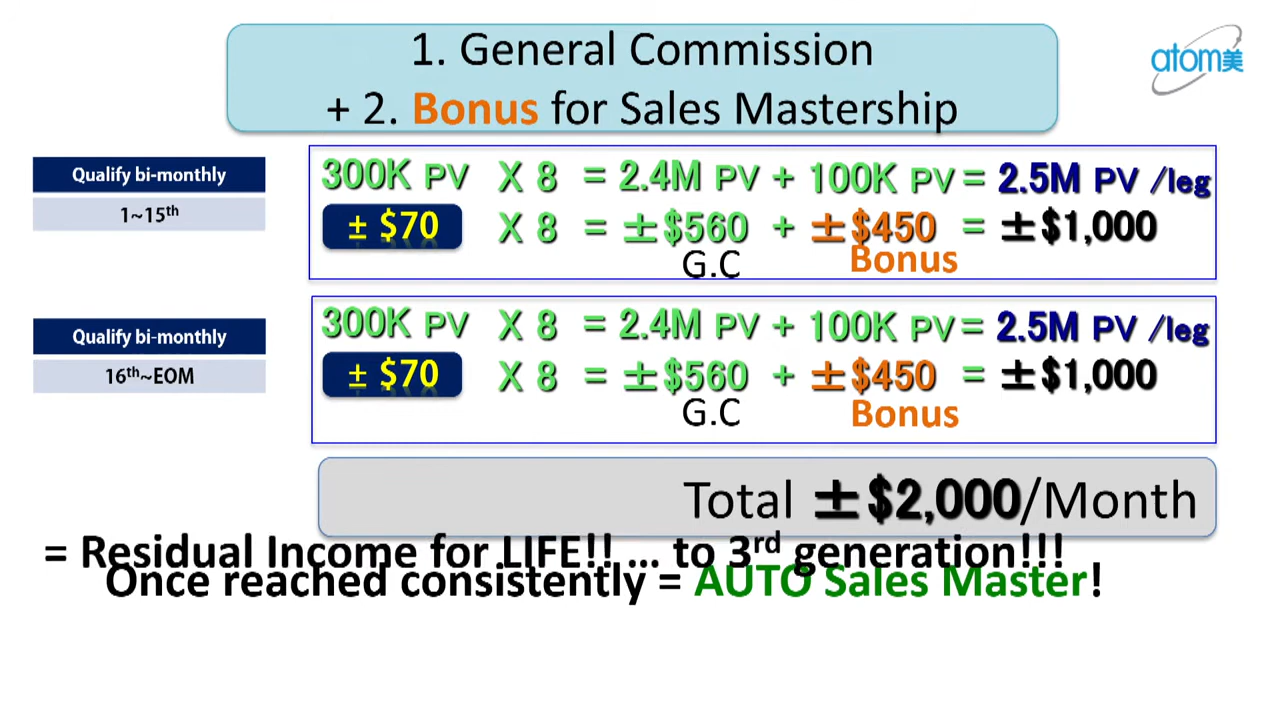 1. General Commission
+ 2. Bonus for Sales Mastership
atom美
Qualify bi-monthly
1~15th
300K PV X 8 = 2.4M PV + 100K PV = 2.5M PV /leg
± $70 X 8 = ±$560 + ±$450 = ±$1,000
G.C Bonus
Qualify bi-monthly
16th~EOM
300K PV X 8 = 2.4M PV + 100K PV = 2.5M PV /leg
± $70 X 8 = ±$560 + ±$450 = ±$1,000
G.C Bonus
Total ±$2,000/Month
= Residual Income for LIFE!! ... to 3rd generation!!!
Once reached consistently = AUTO Sales Master!